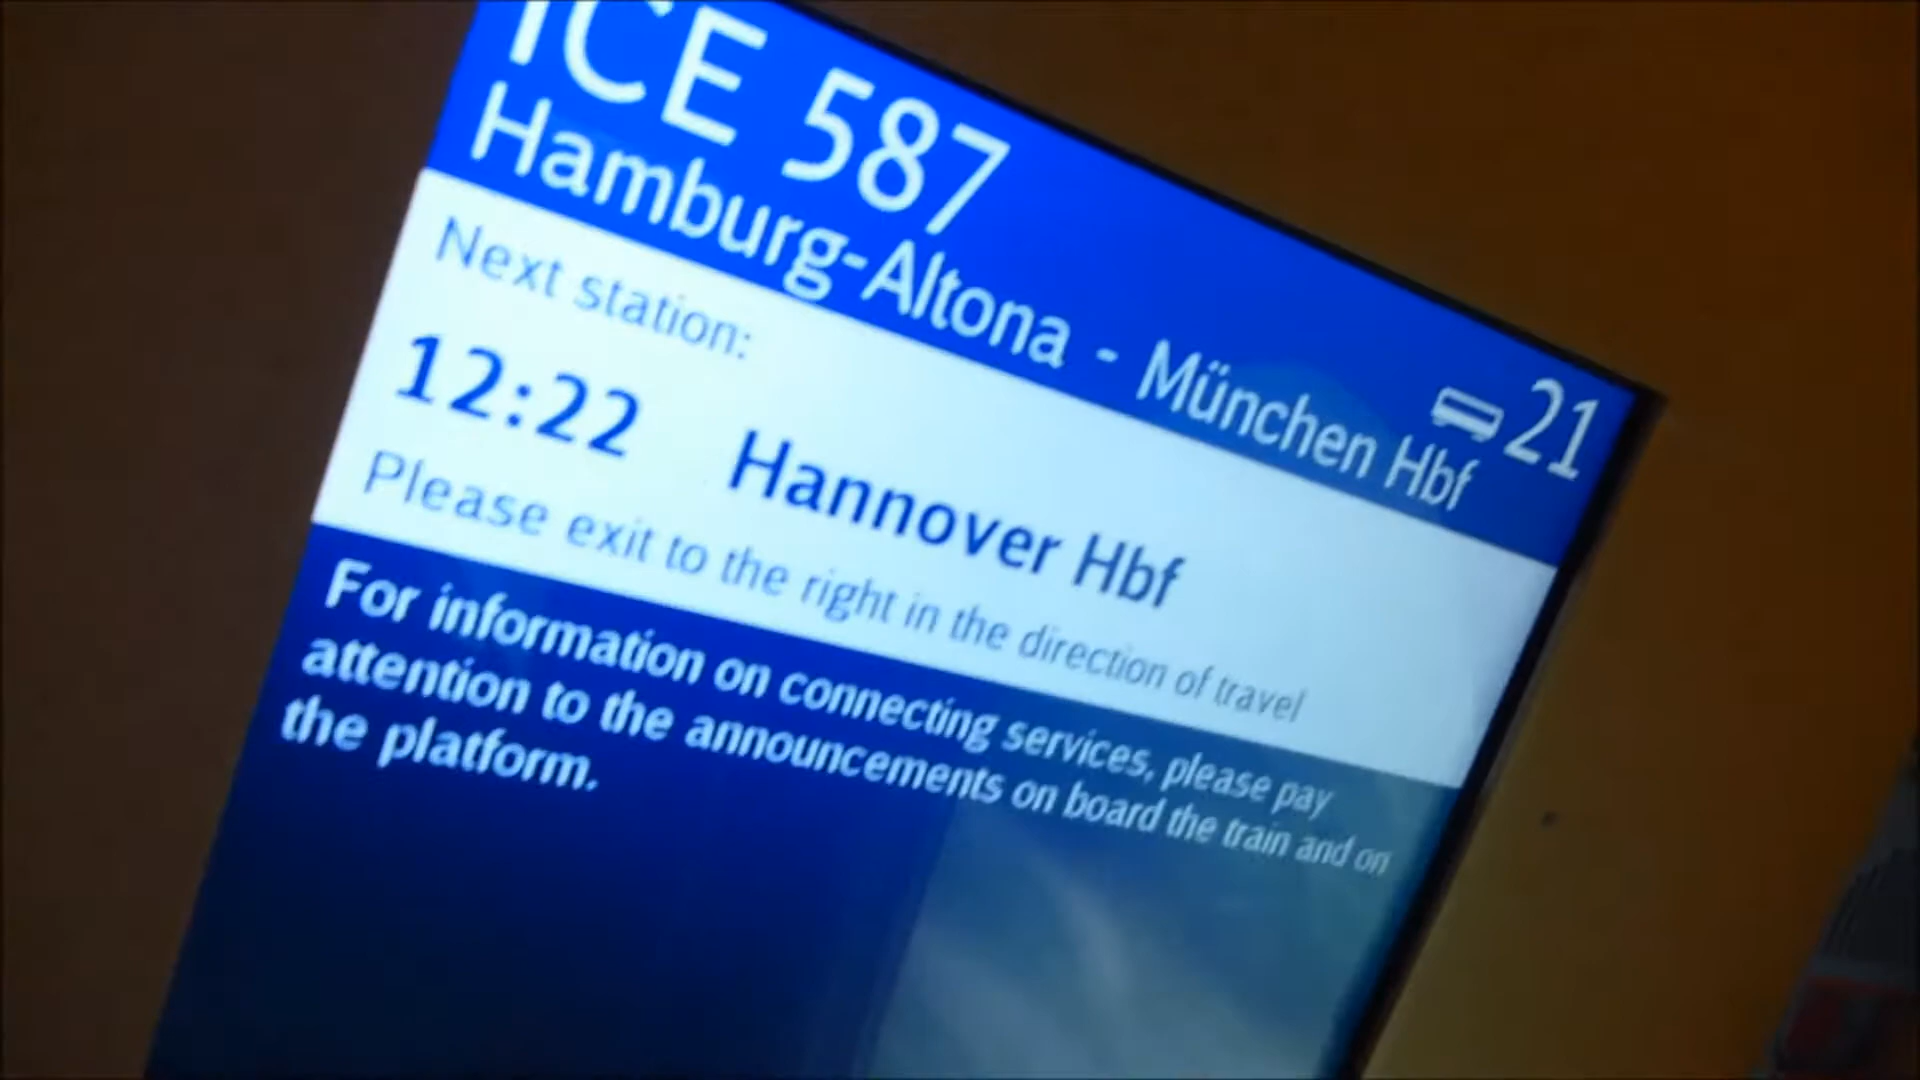 ICE 587
21
Hamburg-Altona - München Hbf
Next station:
12:22 Hannover Hbf
Please exit to the right in the direction of travel
For information on connecting services, please pay
attention to the announcements on board the train and on
the platform.